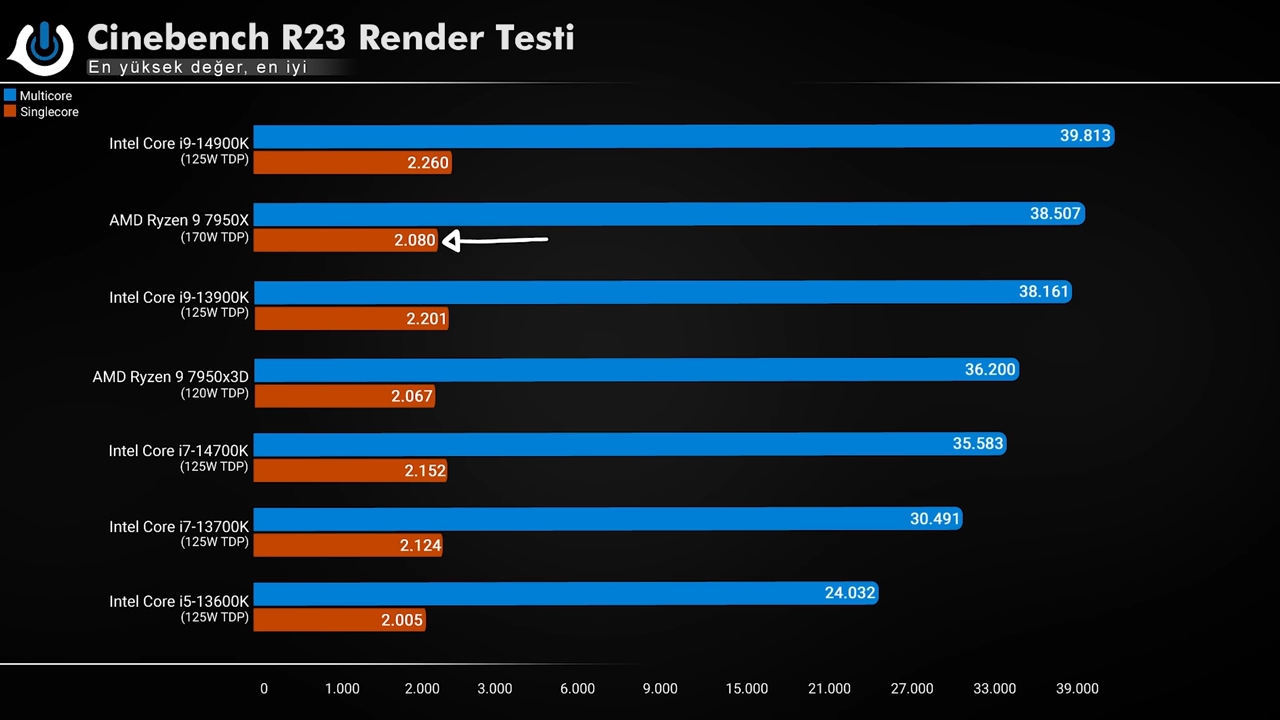 Cinebench R23 Render Testi
En yüksek değer, en iyi
Multicore
Singlecore
Intel Core i9-14900K
(125W TDP)
39.813
2.260
AMD Ryzen 9 7950X
(170W TDP)
38.507
2.080
Intel Core i9-13900K
(125W TDP)
38.161
2.201
AMD Ryzen 9 7950x3D
(120W TDP)
36.200
2.067
Intel Core i7-14700K
(125W TDP)
35.583
2.152
Intel Core i7-13700K
(125W TDP)
30.491
2.124
Intel Core i5-13600K
(125W TDP)
24.032
2.005
0 1.000 2.000 3.000 6.000 9.000 15.000 21.000 27.000 33.000 39.000